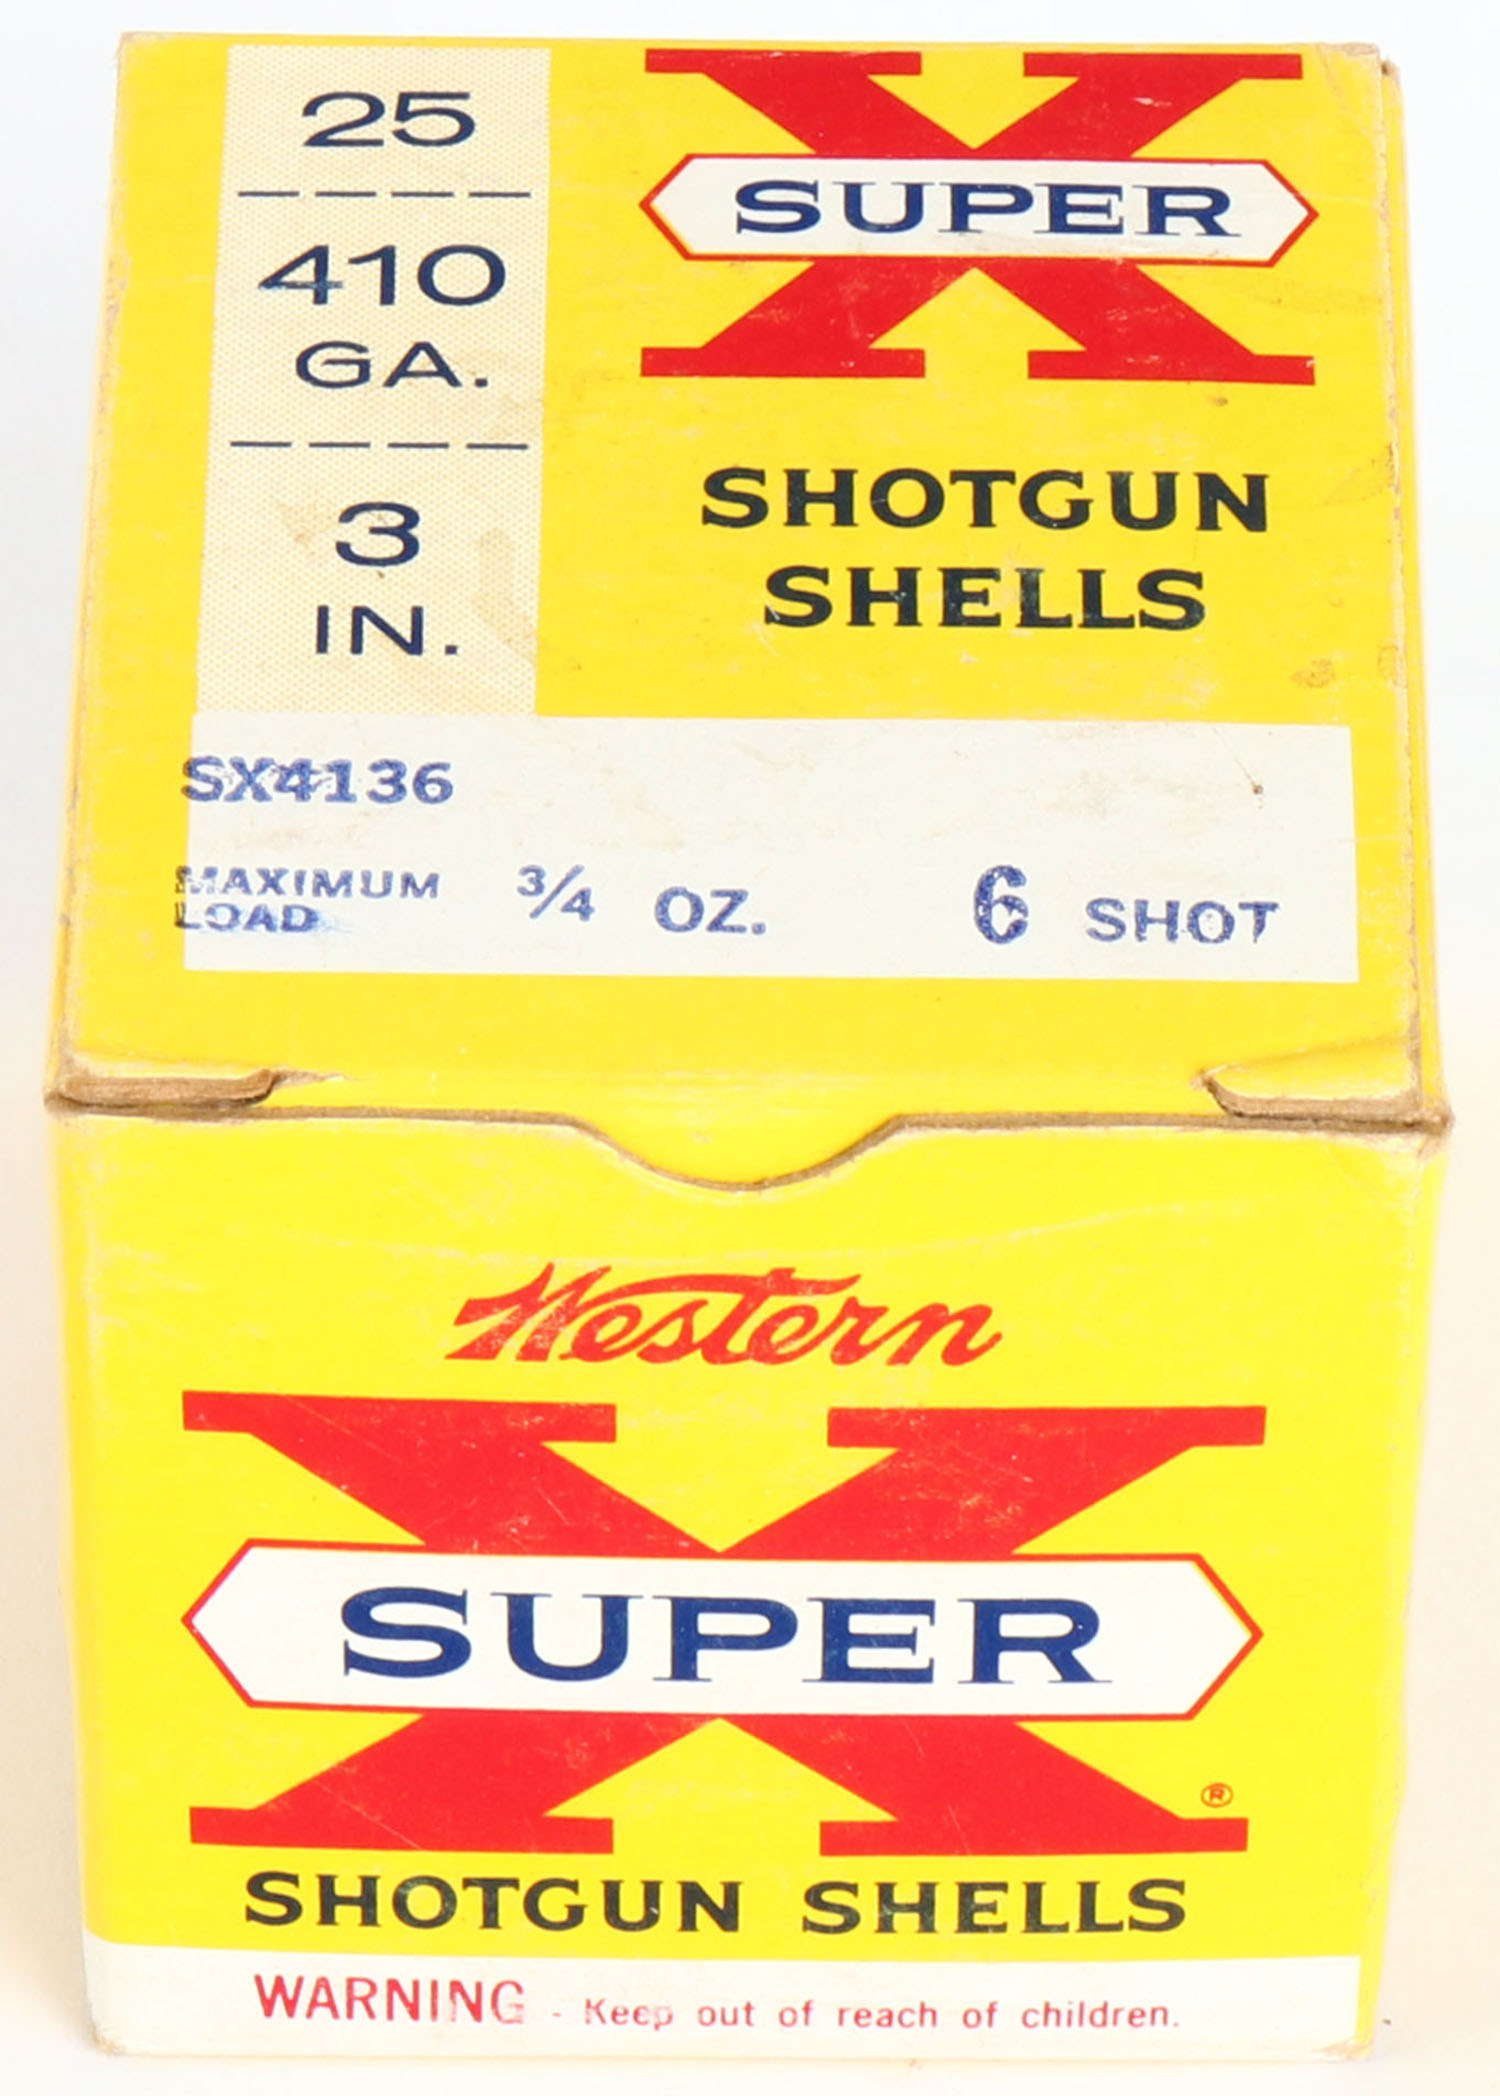 25
410
GA.
3
IN.
X
SUPER
SHOTGUN
SHELLS
SX4136
MAXIMUM
LOAD
3/4 OZ. 6 SHOT
Western
X
SUPER
®
SHOTGUN SHELLS
WARNING - Keep out of reach of children.